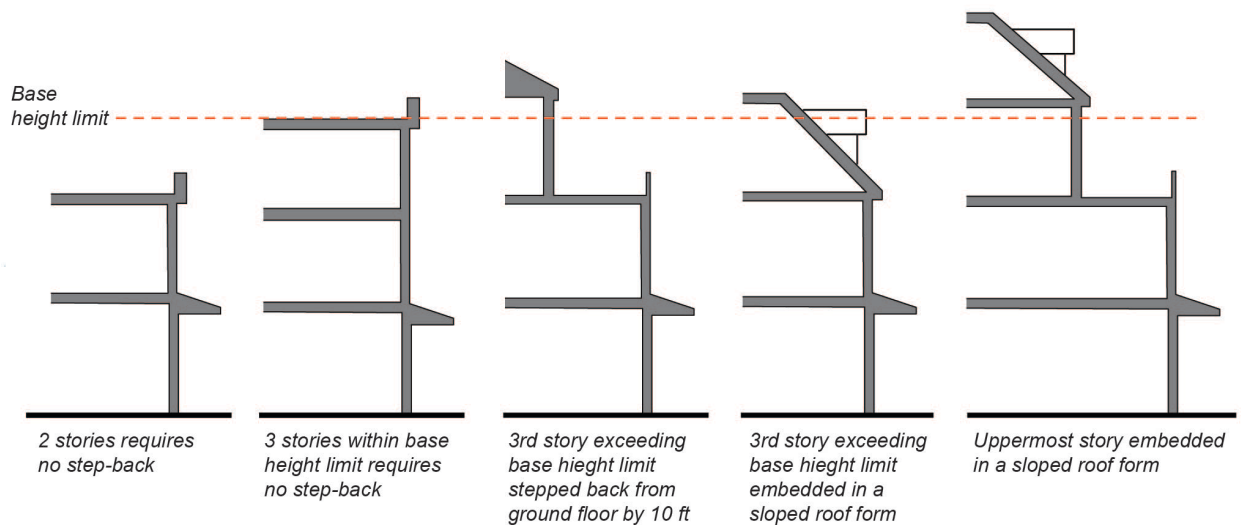 Base
height limit
2 stories requires
no step-back
3 stories within base
height limit requires
no step-back
3rd story exceeding
base hieght limit
stepped back from
ground floor by 10 ft
3rd story exceeding
base hieght limit
embedded in a
sloped roof form
Uppermost story embedded
in a sloped roof form